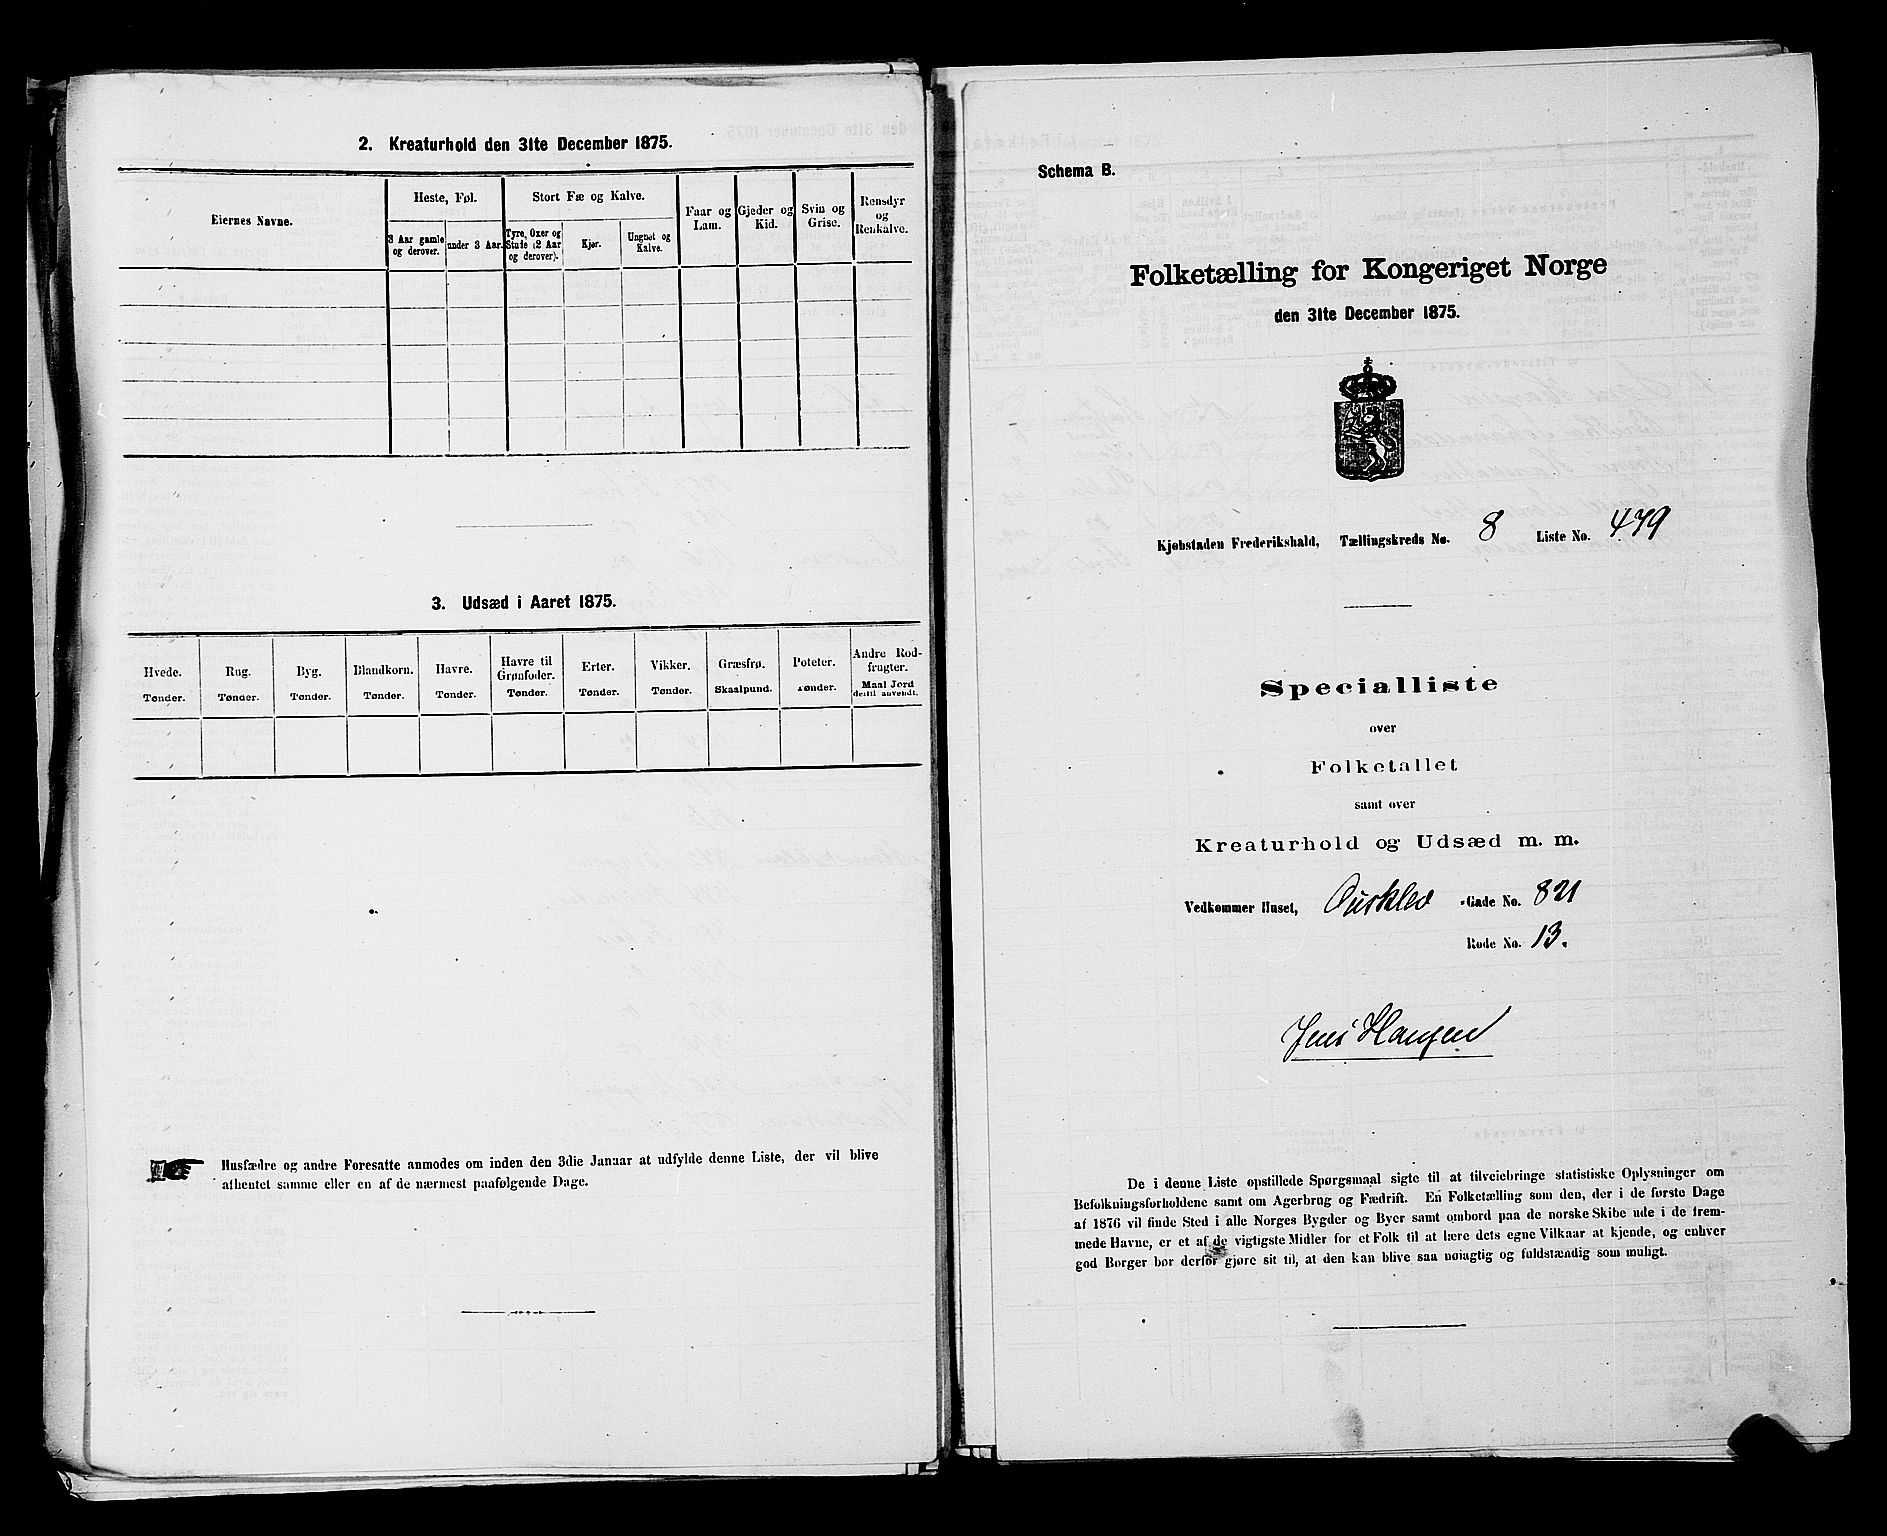 2. Kreaturhold den 31te December 1875.
Eiernes Navne.
Heste, Føl.
3 Aar gamle og derover.
under 3 Aar.
Stort Fæ og Kalve.
Tyre, Oxer og Stude (2 Aar og derover).
Kjør.
Ungnøt og Kalve.
Faar og Lam.
Gjeder og Kid.
Svin og Grise.
Rensdyr og Renkalve.
3. Udsæd i Aaret 1875.
Hvede. Tønder.
Rug. Tønder.
Byg. Tønder.
Blandkorn. Tønder.
Havre. Tønder.
Havre til Grønfoder. Tønder.
Erter. Tønder.
Vikker. Tønder.
Græsfrø. Skaalpund.
Poteter. Tønder.
Andre Rodfrugter. Maal Jord dertil anvendt.
Husfædre og andre Foresatte anmodes om inden den 3die Januar at udfylde denne Liste, der vil blive
afhentet samme eller en af de nærmest paafølgende Dage.
Schema B.
Folketælling for Kongeriget Norge
den 31te December 1875.
Kjøbstaden Frederikshald, Tællingskreds No. 8 Liste No. 479
Specialliste
over
Folketallet
samt over
Kreaturhold og Udsæd m. m.
Vedkommer Huset, -Gade No. 821
Rode No. 13.
Jens Hansen
De i denne Liste opstillede Spørgsmaal sigte til at tilveiebringe statistiske Oplysninger om
Befolkningsforholdene samt om Agerbrug og Fædrift. En Folketælling som den, der i de første Dage
af 1876 vil finde Sted i alle Norges Bygder og Byer samt ombord paa de norske Skibe ude i de frem-
mede Havne, er et af de vigtigste Midler for et Folk til at lære dets egne Vilkaar at kjende, og enhver
god Borger bør derfor gjøre sit til, at den kan blive saa nøiagtig og fuldstændig som muligt.